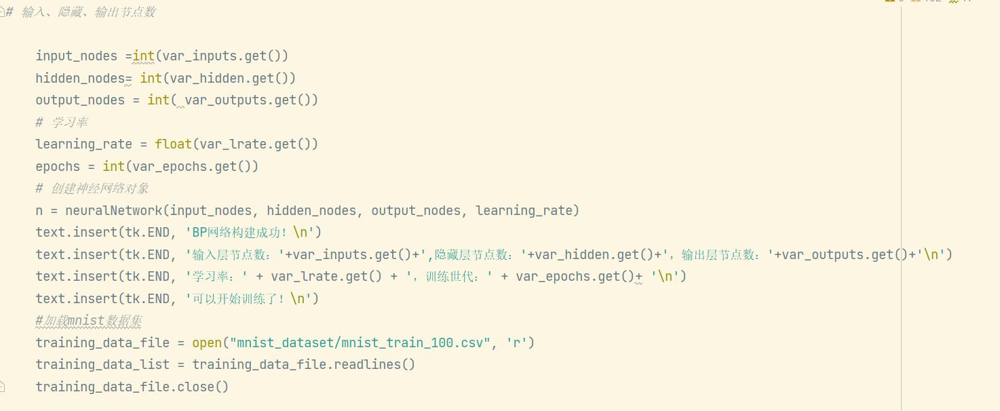 # 输入、隐藏、输出节点数
input_nodes =int(var_inputs.get())
hidden_nodes= int(var_hidden.get())
output_nodes = int( var_outputs.get())
# 学习率
learning_rate = float(var_lrate.get())
epochs = int(var_epochs.get())
# 创建神经网络对象
n = neuralNetwork(input_nodes, hidden_nodes, output_nodes, learning_rate)
text.insert(tk.END, 'BP网络构建成功！\n')
text.insert(tk.END, '输入层节点数：'+var_inputs.get()+',隐藏层节点数：'+var_hidden.get()+'，输出层节点数：'+var_outputs.get()+'\n')
text.insert(tk.END, '学习率：' + var_lrate.get() + '，训练世代：' + var_epochs.get()+ '\n')
text.insert(tk.END, '可以开始训练了！\n')
#加载mnist数据集
training_data_file = open("mnist_dataset/mnist_train_100.csv", 'r')
training_data_list = training_data_file.readlines()
training_data_file.close()